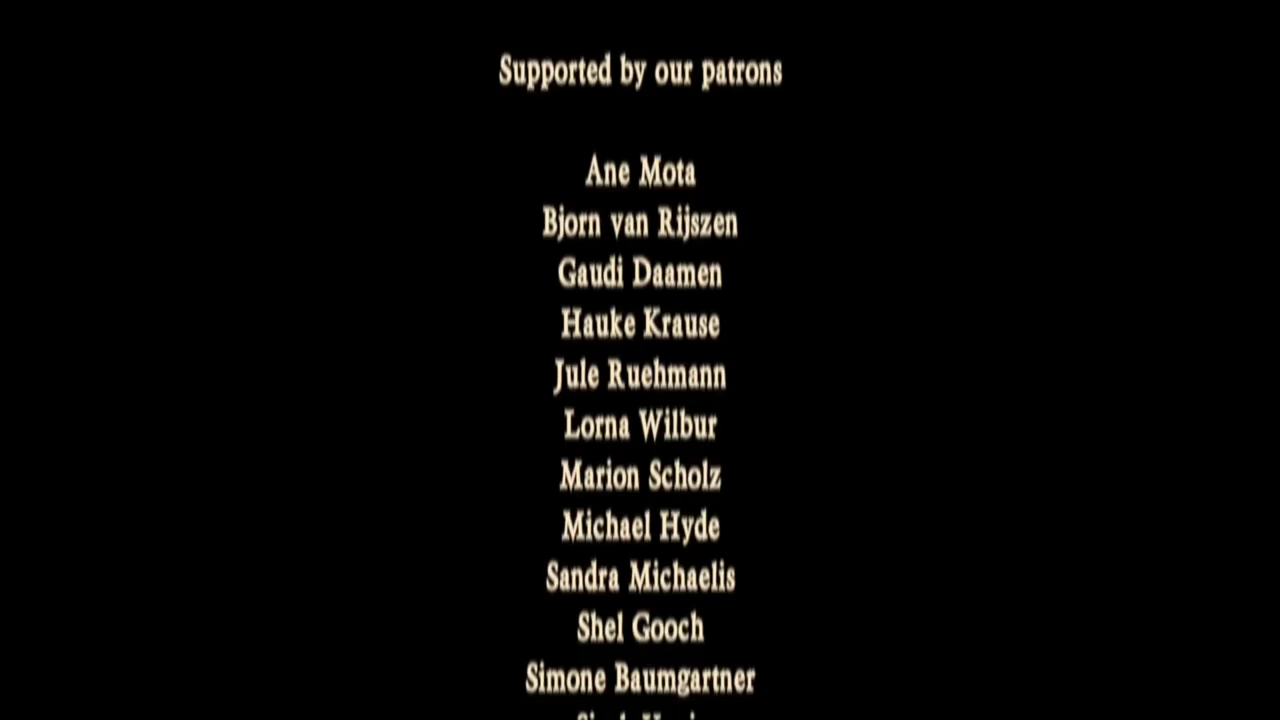 Supported by our patrons
Ane Mota
Bjorn van Rijszen
Gaudi Daamen
Hauke Krause
Jule Ruehmann
Lorna Wilbur
Marion Scholz
Michael Hyde
Sandra Michaelis
Shel Gooch
Simone Baumgartner